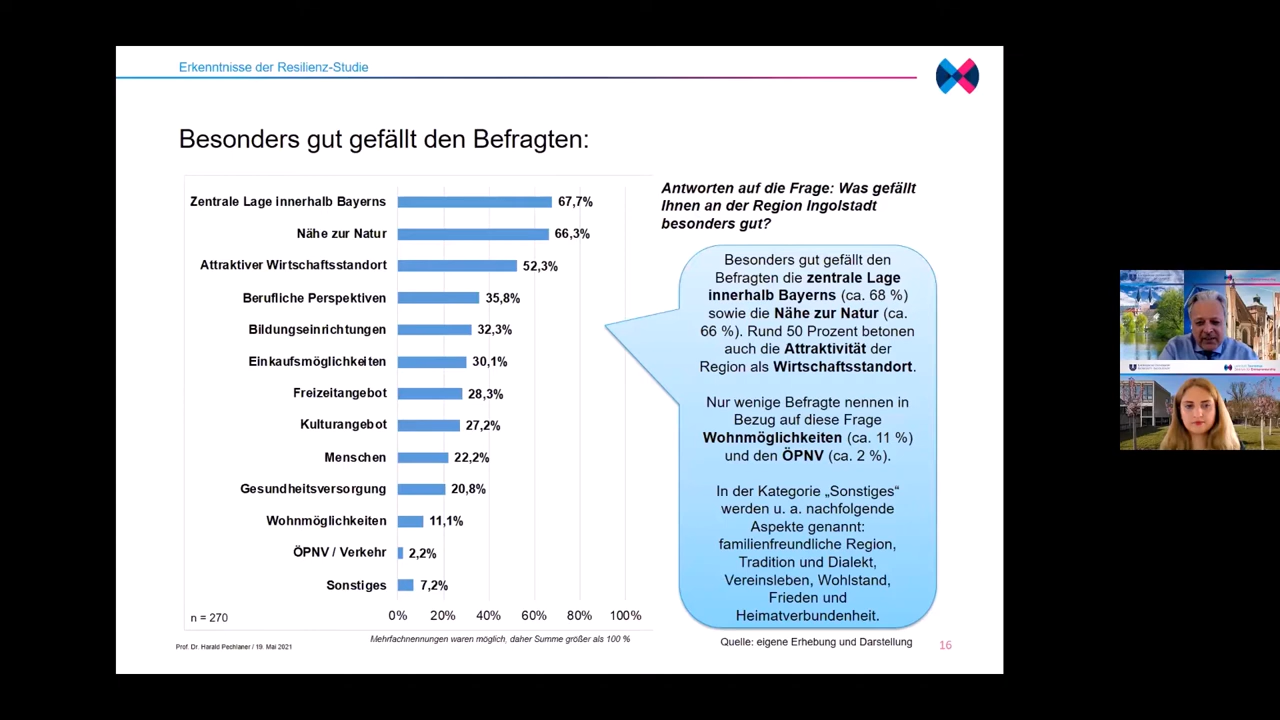 Erkenntnisse der Resilienz-Studie
Besonders gut gefällt den Befragten:
Zentrale Lage innerhalb Bayerns 67,7%
Nähe zur Natur 66,3%
Attraktiver Wirtschaftsstandort 52,3%
Berufliche Perspektiven 35,8%
Bildungseinrichtungen 32,3%
Einkaufsmöglichkeiten 30,1%
Freizeitangebot 28,3%
Kulturangebot 27,2%
Menschen 22,2%
Gesundheitsversorgung 20,8%
Wohnmöglichkeiten 11,1%
ÖPNV / Verkehr 2,2%
Sonstiges 7,2%
0% 20% 40% 60% 80% 100%
n = 270
Mehrfachnennungen waren möglich, daher Summe größer als 100 %
Antworten auf die Frage: Was gefällt
Ihnen an der Region Ingolstadt
besonders gut?
Besonders gut gefällt den
Befragten die zentrale Lage
innerhalb Bayerns (ca. 68 %)
sowie die Nähe zur Natur (ca.
66 %). Rund 50 Prozent betonen
auch die Attraktivität der
Region als Wirtschaftsstandort.
Nur wenige Befragte nennen in
Bezug auf diese Frage
Wohnmöglichkeiten (ca. 11 %)
und den ÖPNV (ca. 2 %).
In der Kategorie „Sonstiges“
werden u. a. nachfolgende
Aspekte genannt:
familienfreundliche Region,
Tradition und Dialekt,
Vereinsleben, Wohlstand,
Frieden und
Heimatverbundenheit.
Prof. Dr. Harald Pechlaner / 19. Mai 2021
Quelle: eigene Erhebung und Darstellung
16